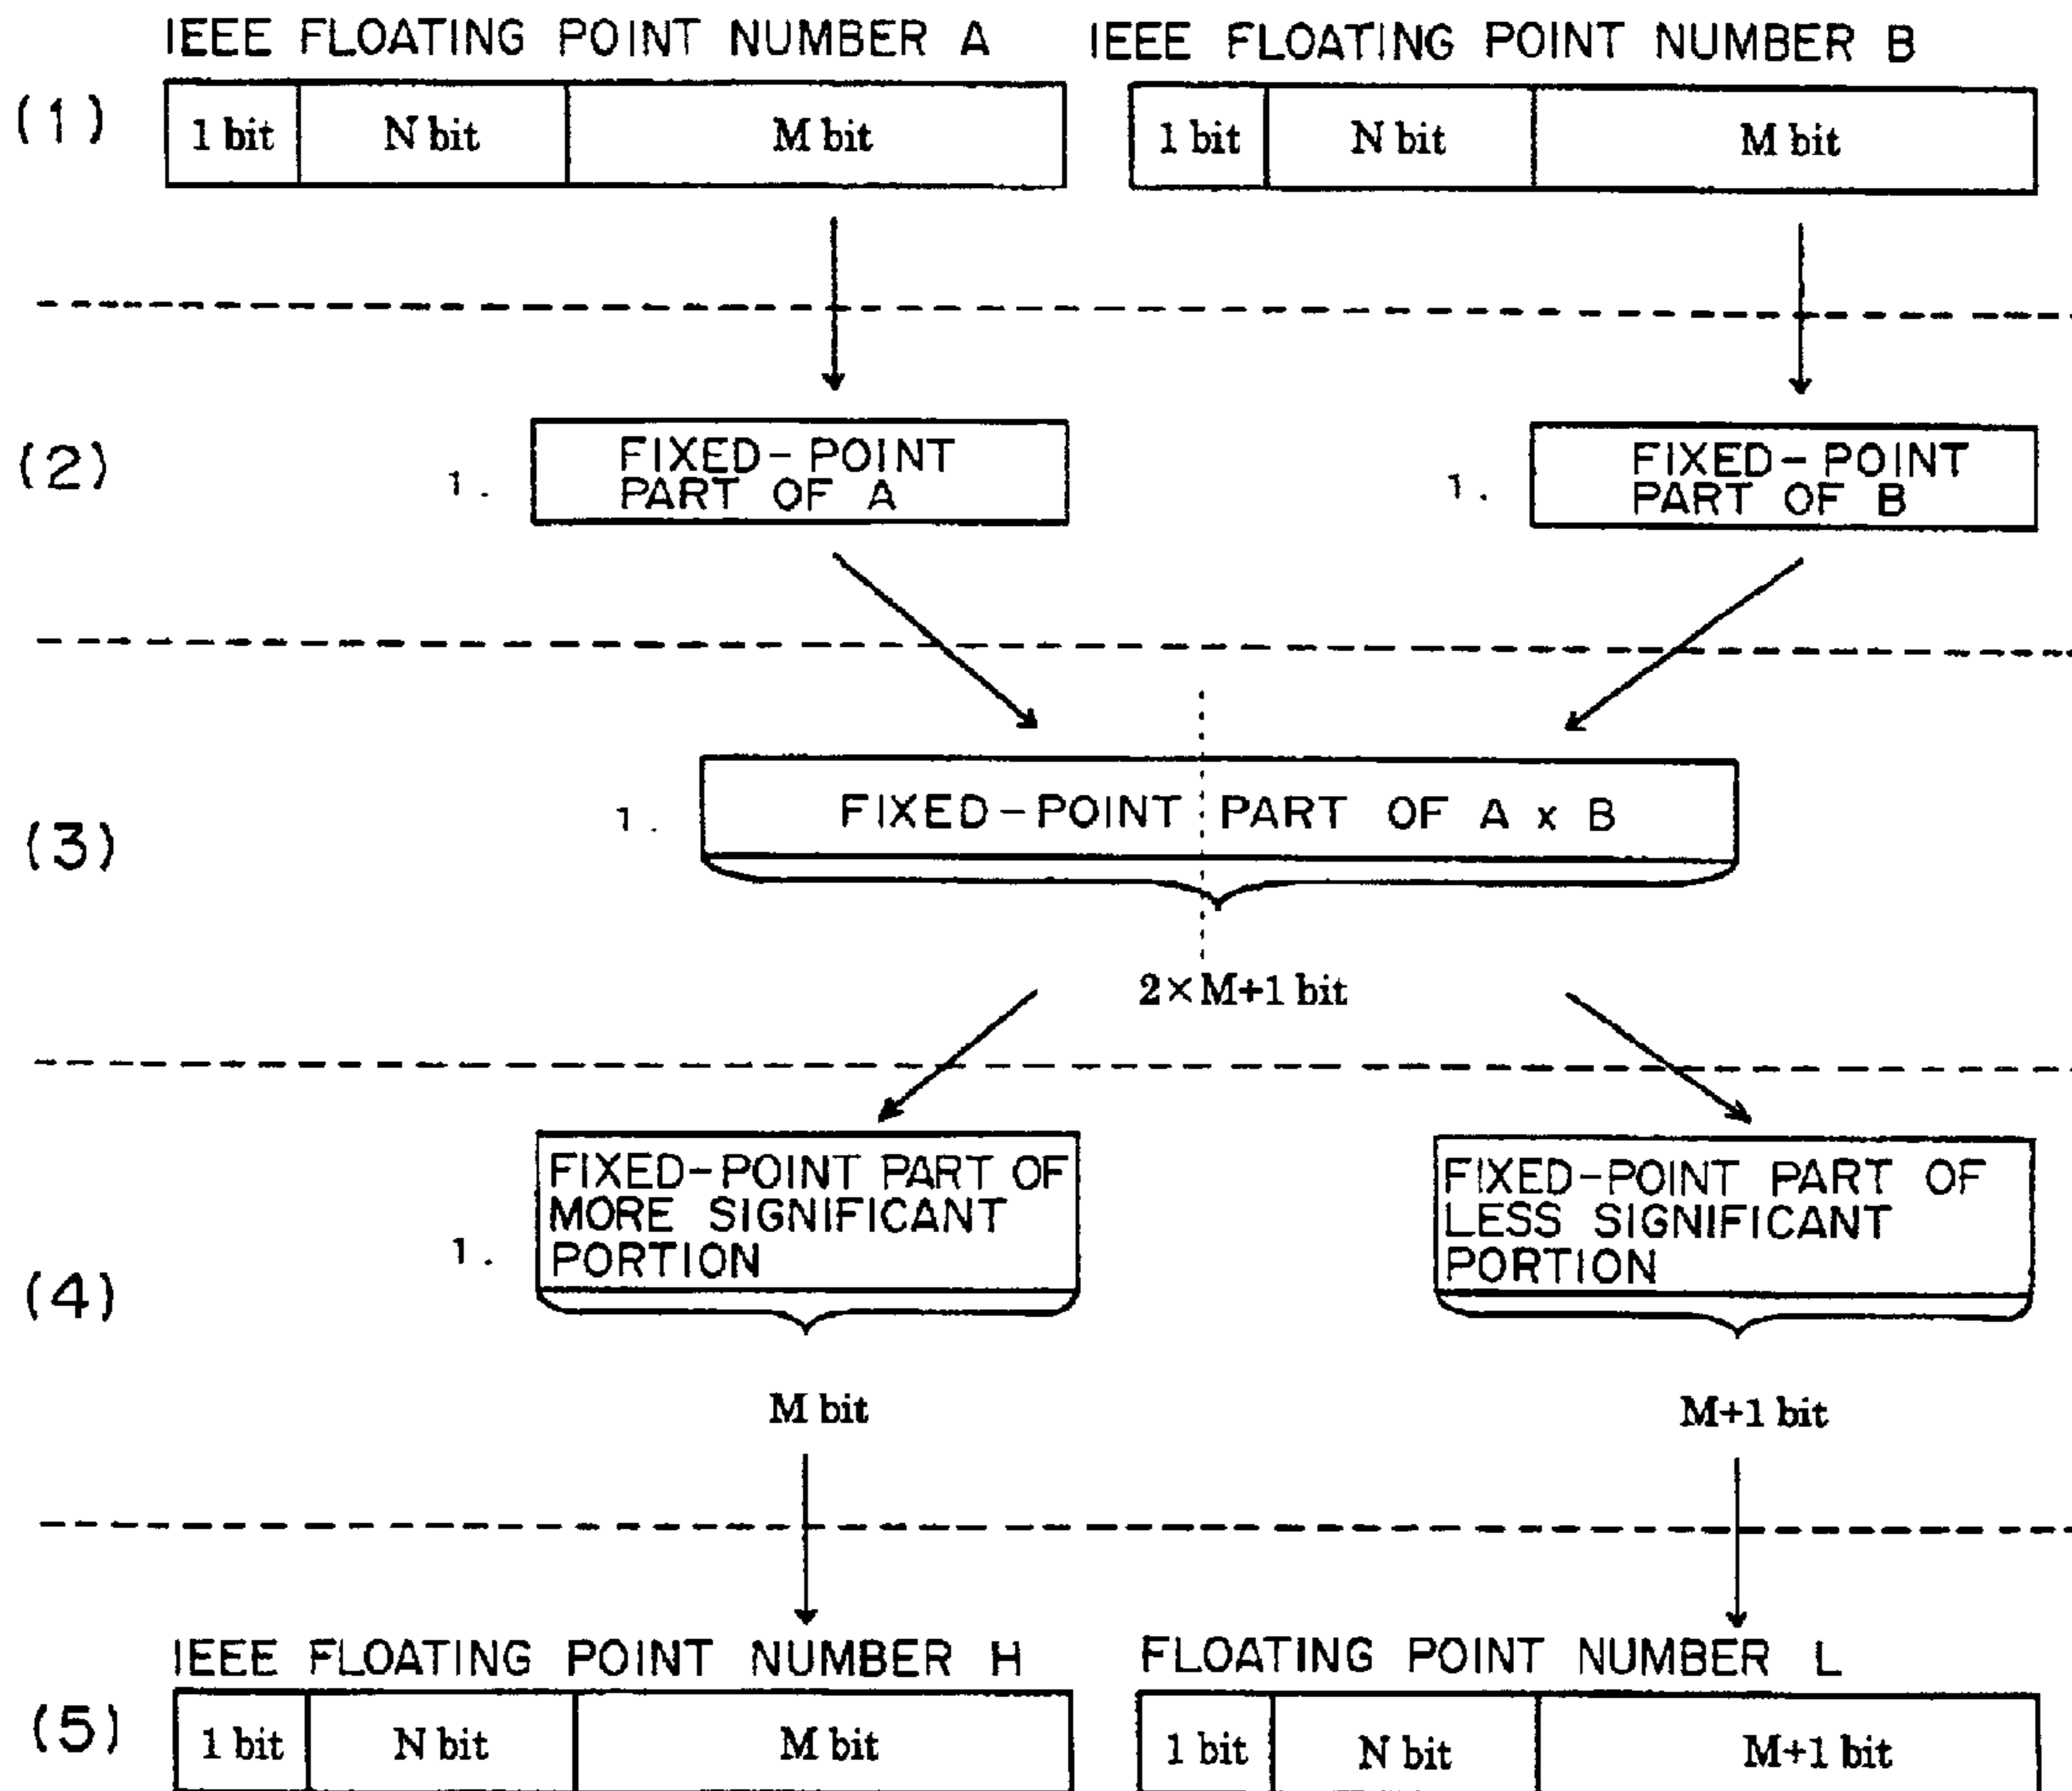 IEEE FLOATING POINT NUMBER A
IEEE FLOATING POINT NUMBER B
(1)
1 bit
N bit
M bit
1 bit
N bit
M bit
(2)
1.
FIXED-POINT
PART OF A
1.
FIXED-POINT
PART OF B
(3)
1.
FIXED-POINT PART OF A x B
2×M+1 bit
(4)
1.
FIXED-POINT PART OF
MORE SIGNIFICANT
PORTION
FIXED-POINT PART OF
LESS SIGNIFICANT
PORTION
M bit
M+1 bit
IEEE FLOATING POINT NUMBER H
FLOATING POINT NUMBER L
(5)
1 bit
N bit
M bit
1 bit
N bit
M+1 bit